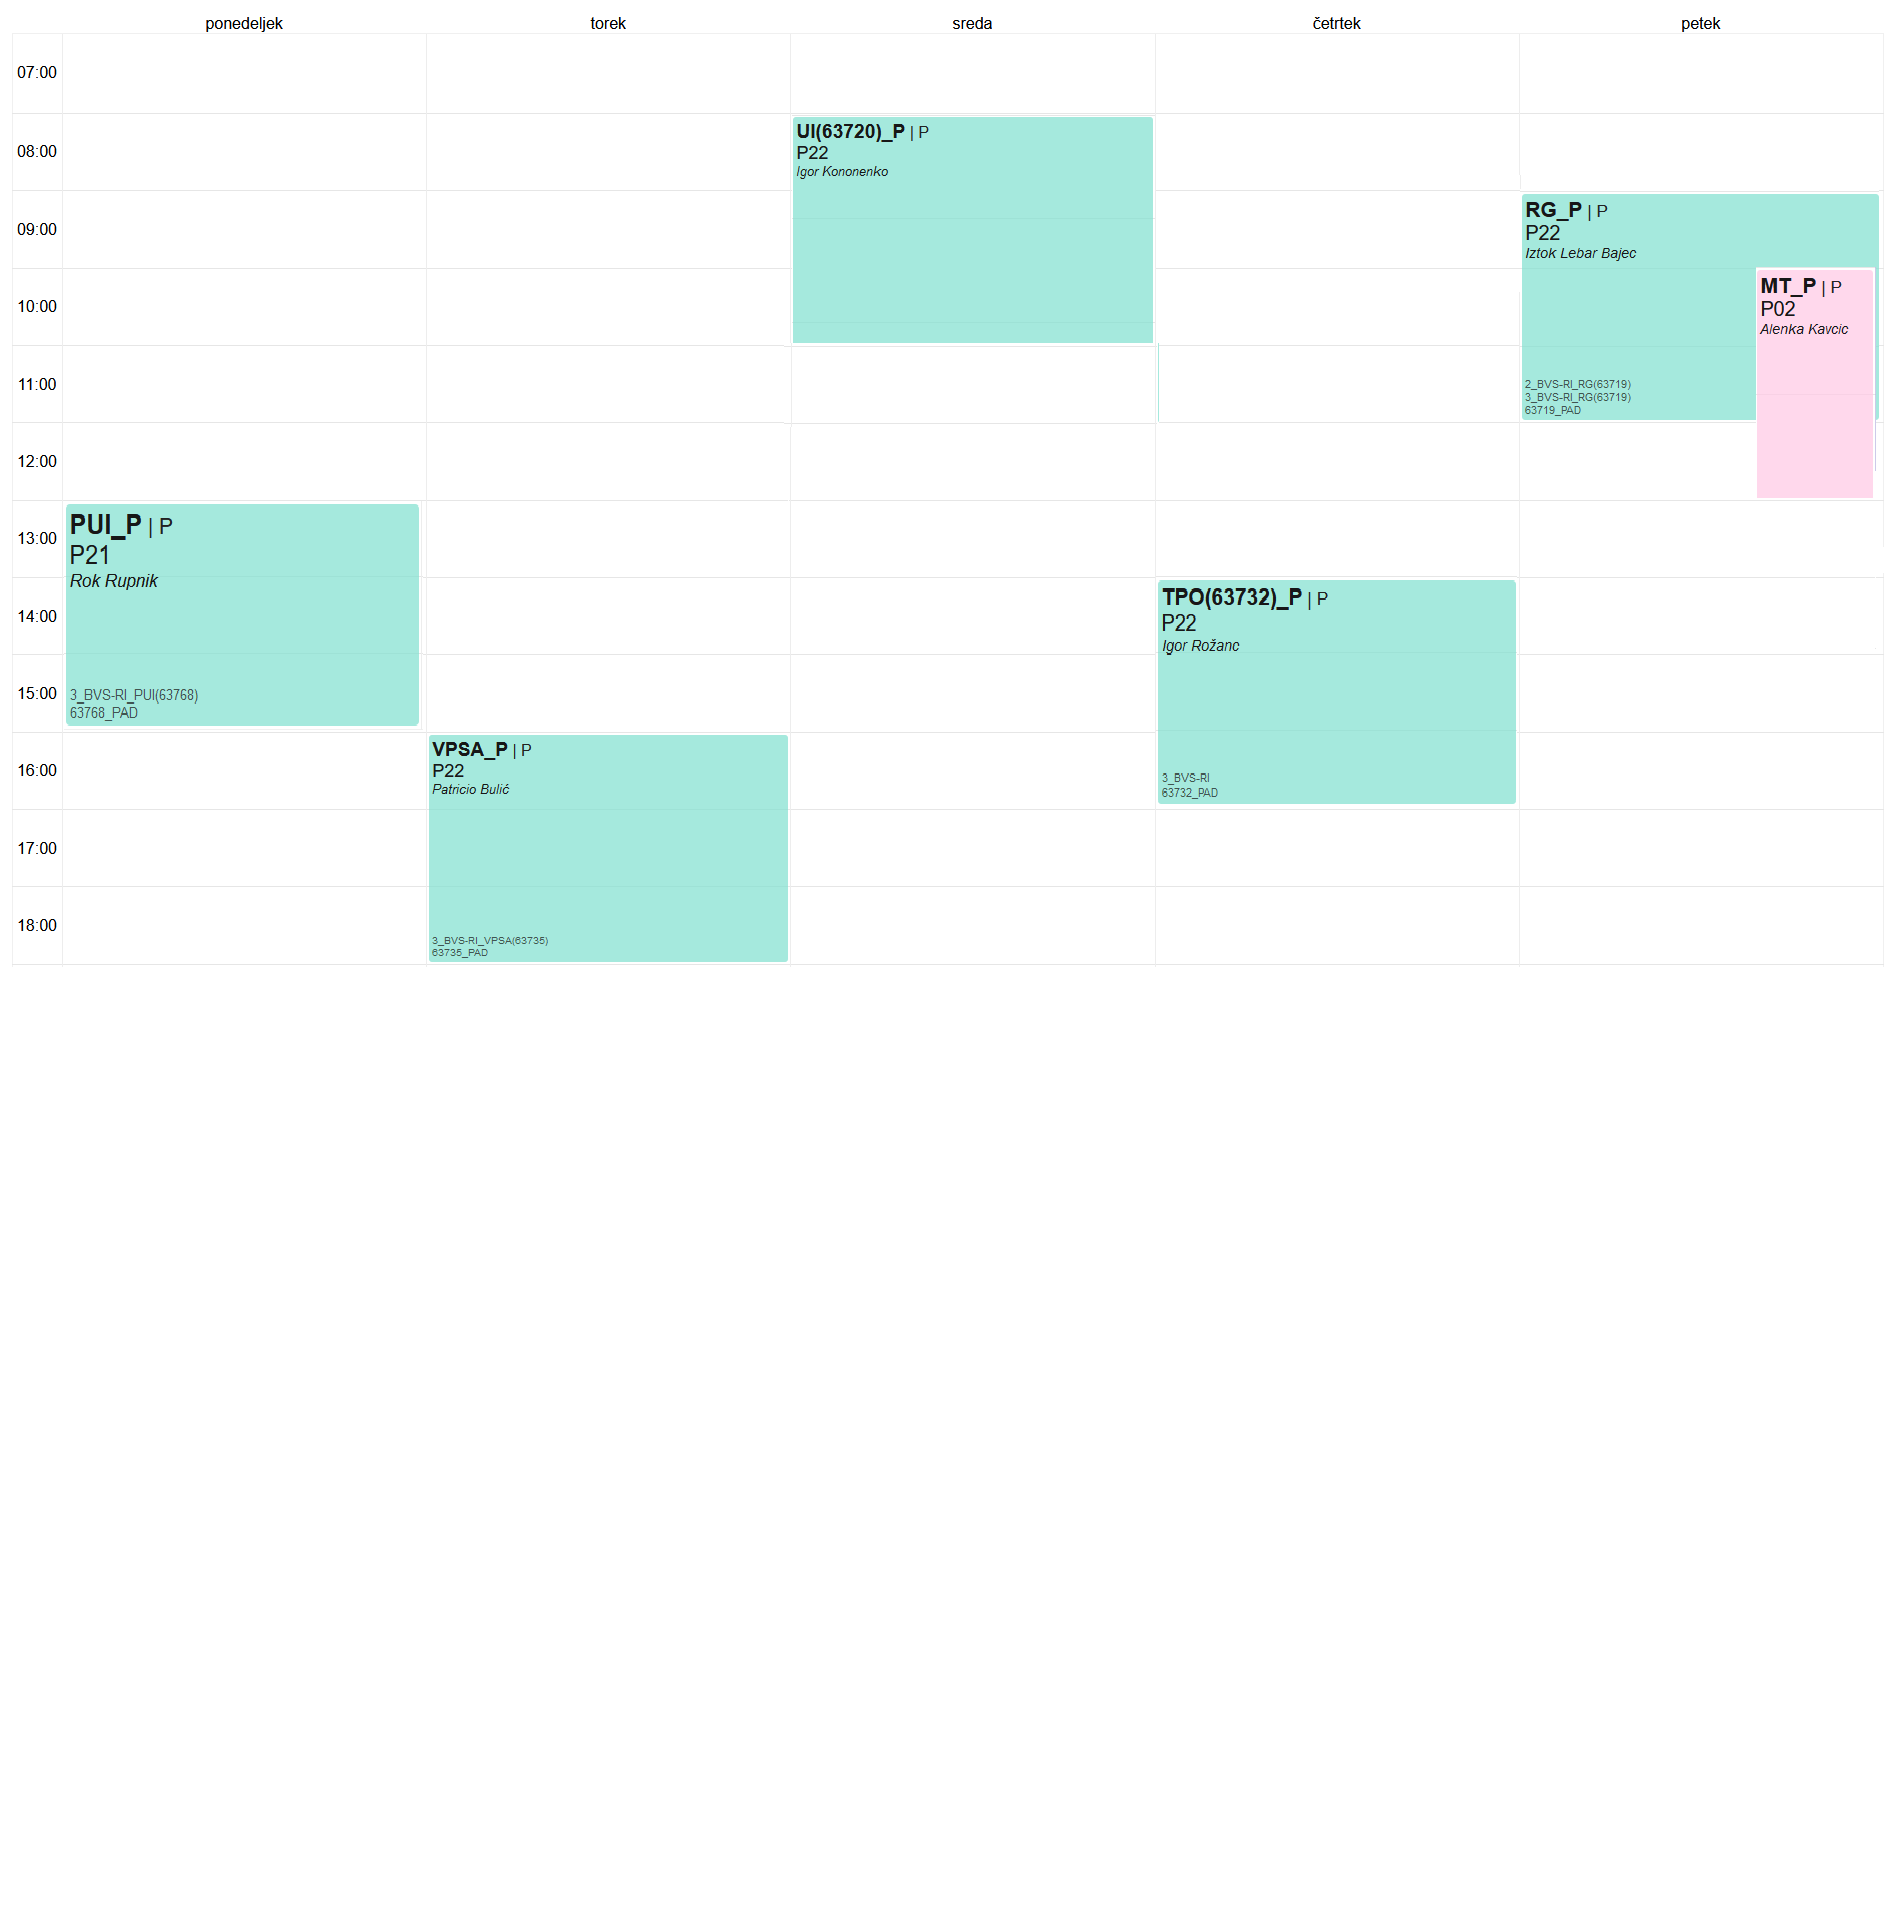 ponedeljek torek sreda četrtek petek
07:00
08:00
UI(63720)_P | P
P22
Igor Kononenko
09:00
RG_P | P
P22
Iztok Lebar Bajec
10:00
MT_P | P
P02
Alenka Kavcic
11:00
2_BVS-RI_RG(63719)
3_BVS-RI_RG(63719)
63719_PAD
12:00
13:00
PUI_P | P
P21
Rok Rupnik
3_BVS-RI_PUI(63768)
63768_PAD
14:00
TPO(63732)_P | P
P22
Igor Rožanc
3_BVS-RI
63732_PAD
15:00
16:00
VPSA_P | P
P22
Patricio Bulić
3_BVS-RI_VPSA(63735)
63735_PAD
17:00
18:00